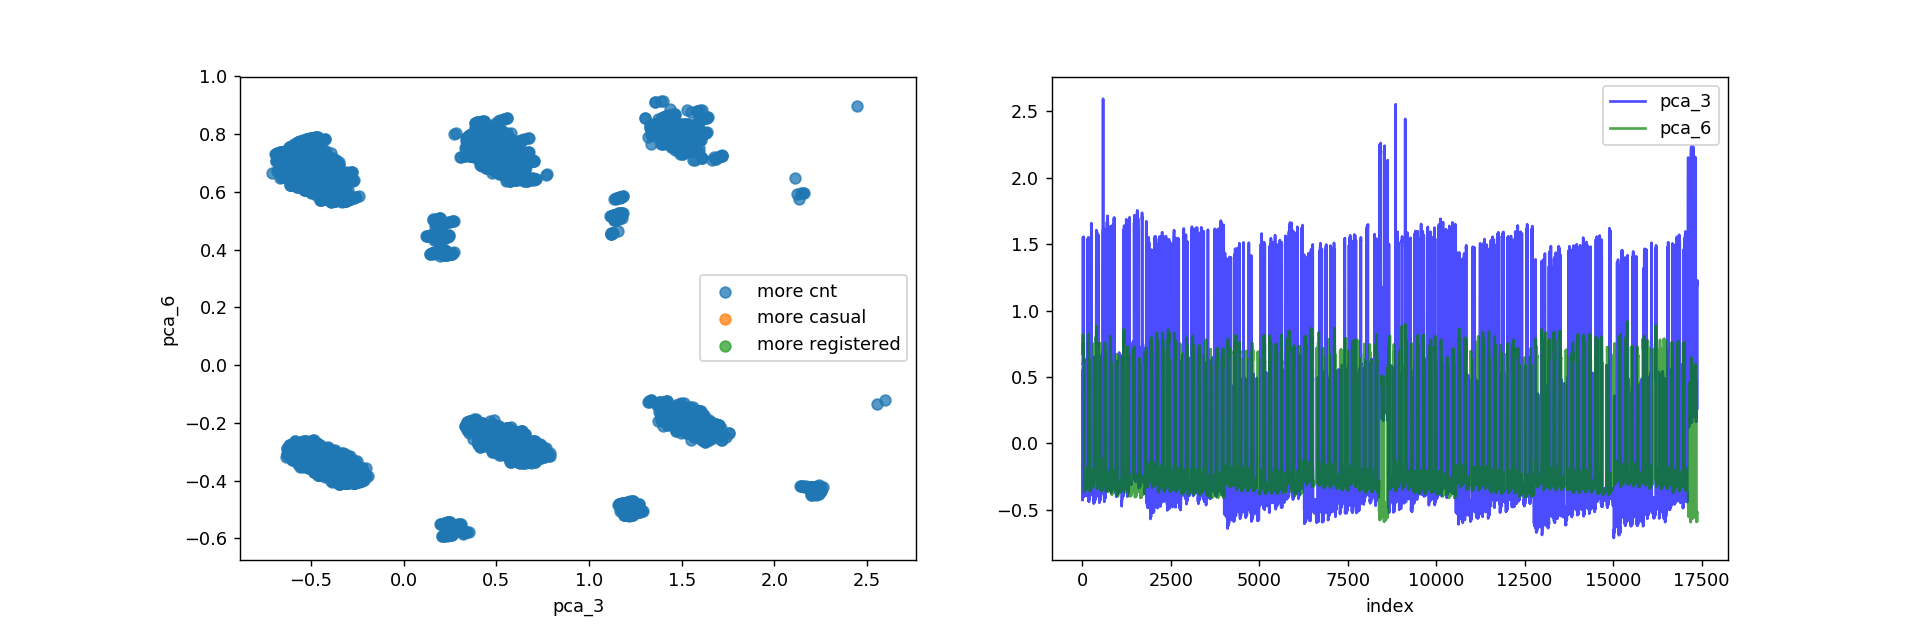 1.0
0.8
0.6
0.4
0.2
0.0
−0.2
−0.4
−0.6
pca_6
−0.5 0.0 0.5 1.0 1.5 2.0 2.5
pca_3
more cnt
more casual
more registered
2.5
2.0
1.5
1.0
0.5
0.0
−0.5
0 2500 5000 7500 10000 12500 15000 17500
index
pca_3
pca_6